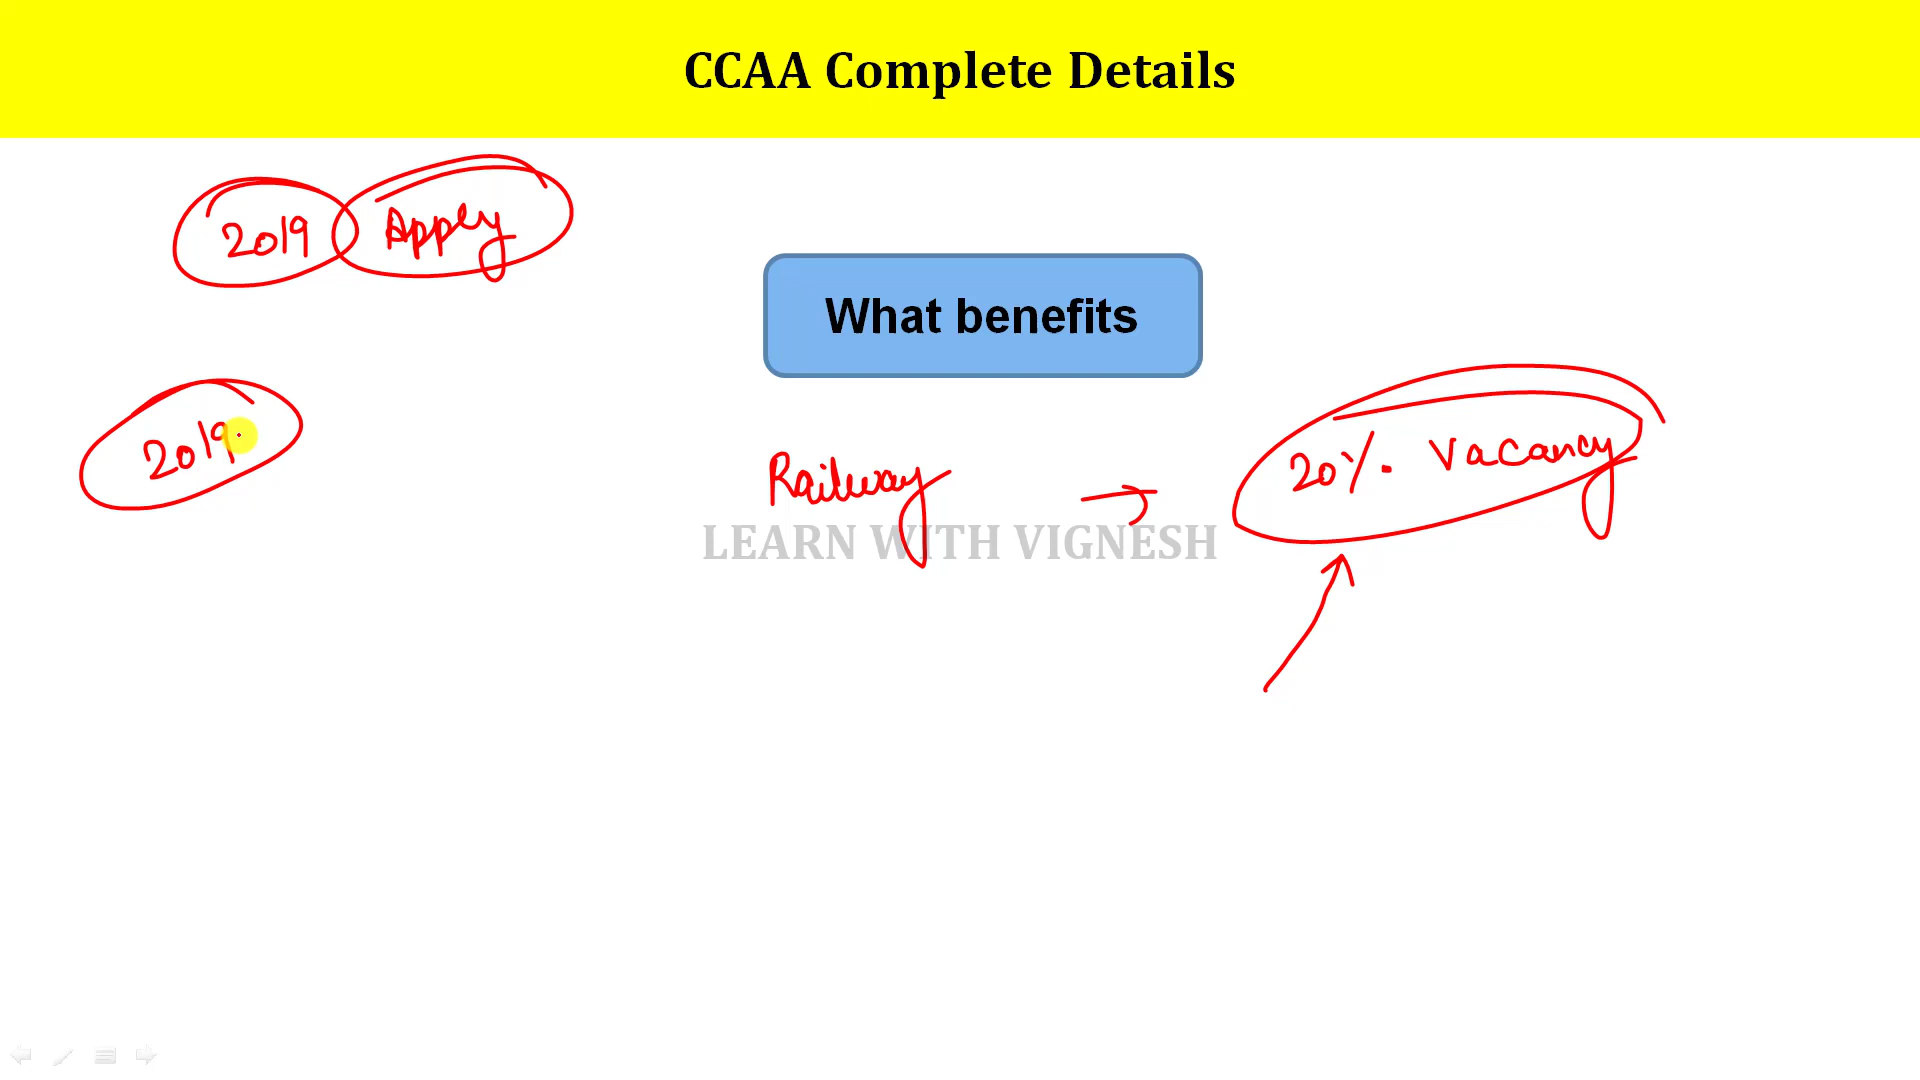 CCAA Complete Details
2019 Apply
What benefits
2019
Railway → 20%. Vacancy
LEARN WITH VIGNESH